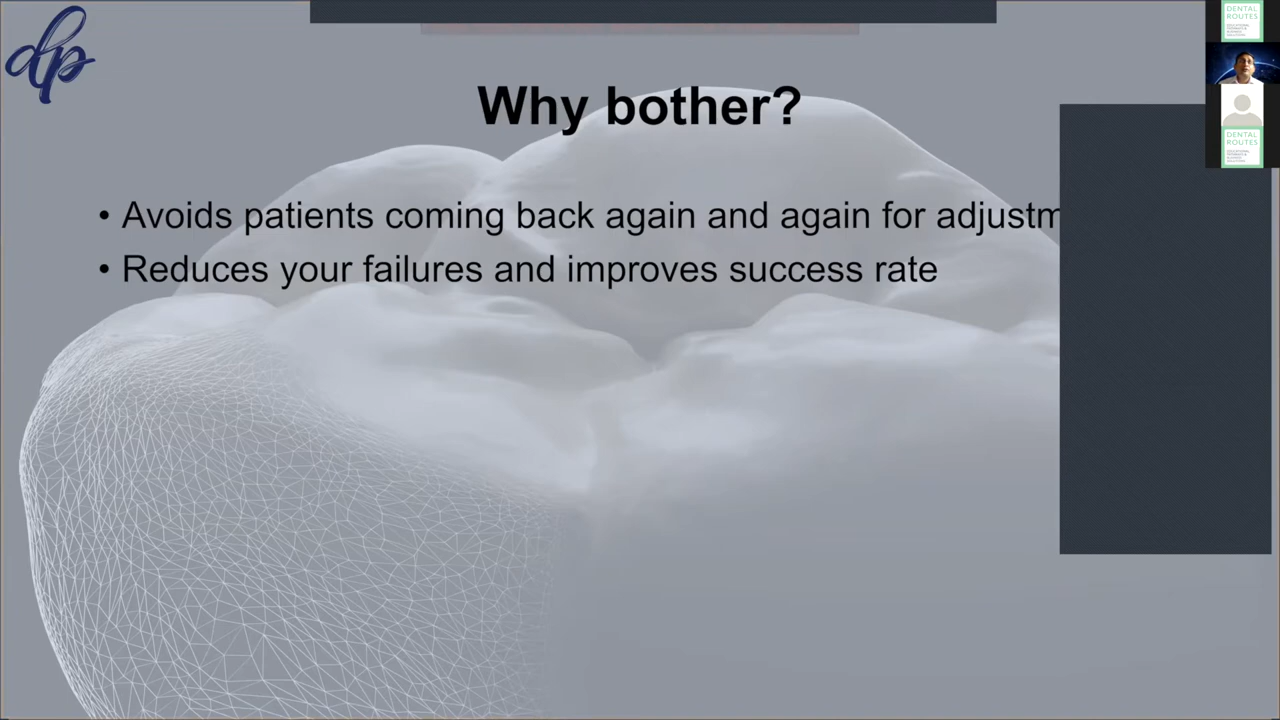 dp
DENTAL
ROUTES
Why bother?
• Avoids patients coming back again and again for adjustm
• Reduces your failures and improves success rate
DENTAL
ROUTES